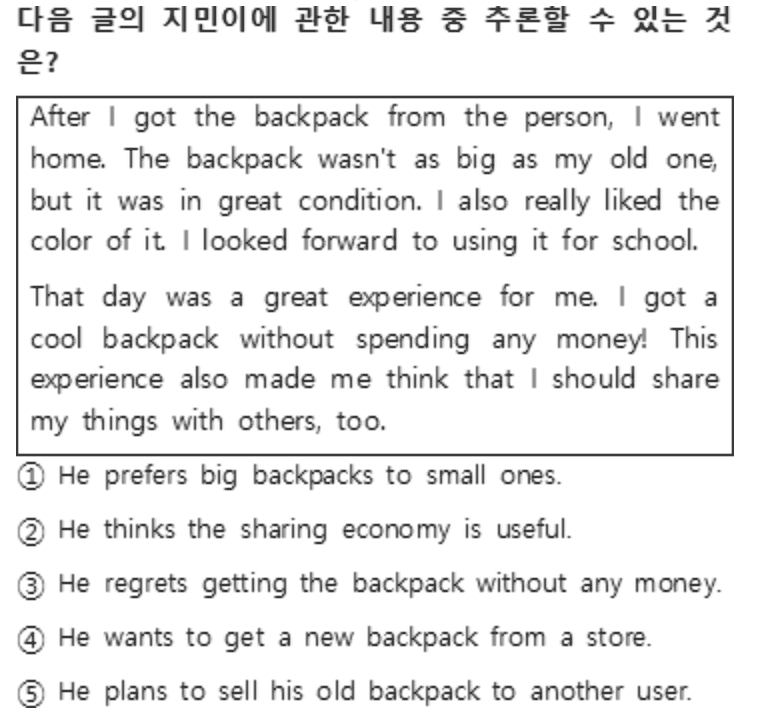 다음 글의 지민이에 관한 내용 중 추론할 수 있는 것
은?
After I got the backpack from the person, I went
home. The backpack wasn't as big as my old one,
but it was in great condition. I also really liked the
color of it. I looked forward to using it for school.
That day was a great experience for me. I got a
cool backpack without spending any money! This
experience also made me think that I should share
my things with others, too.
① He prefers big backpacks to small ones.
② He thinks the sharing economy is useful.
③ He regrets getting the backpack without any money.
④ He wants to get a new backpack from a store.
⑤ He plans to sell his old backpack to another user.